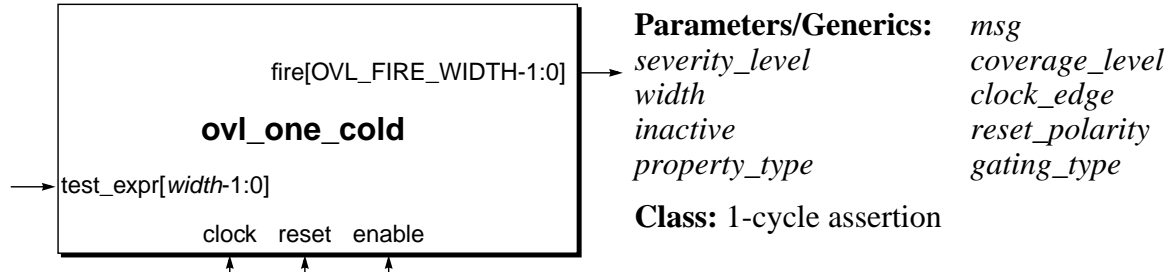 fire[OVL_FIRE_WIDTH-1:0]
ovl_one_cold
test_expr[width-1:0]
clock reset enable
Parameters/Generics: msg
severity_level coverage_level
width clock_edge
inactive reset_polarity
property_type gating_type
Class: 1-cycle assertion